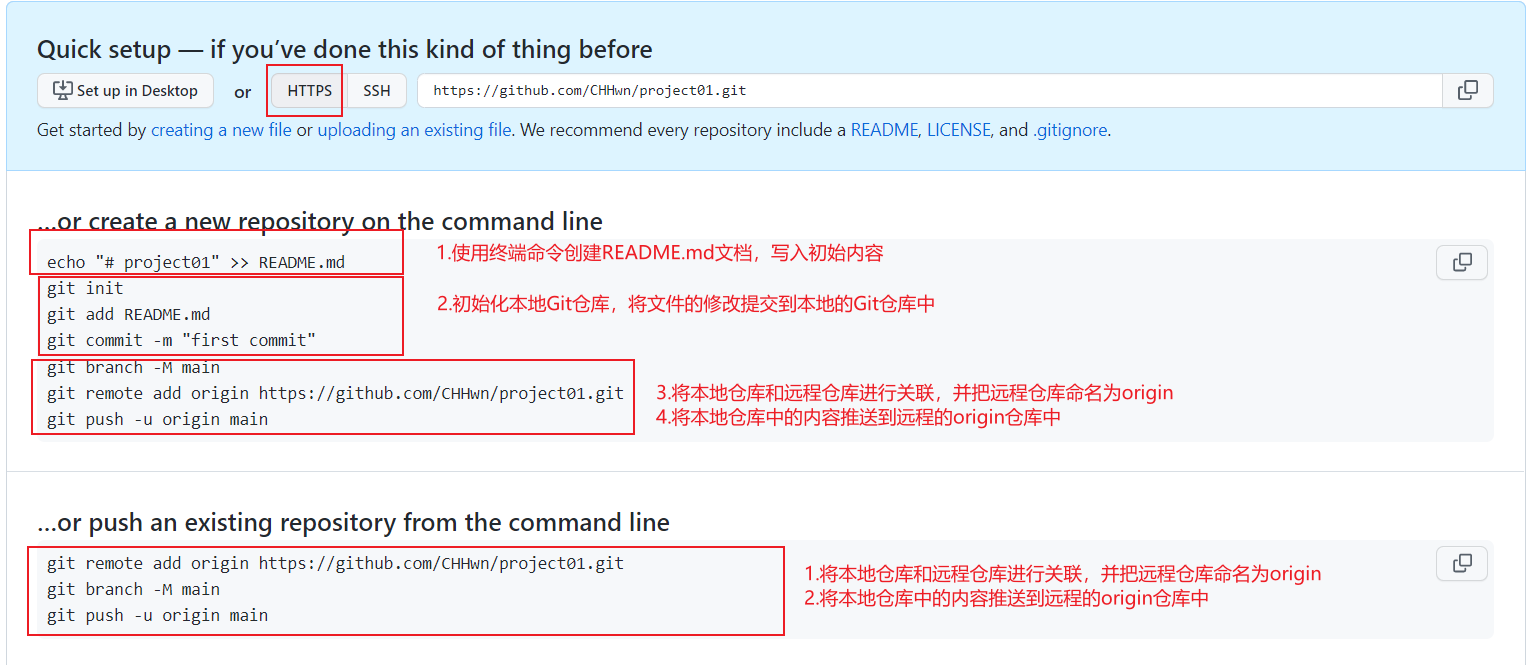 Quick setup — if you’ve done this kind of thing before
Set up in Desktop or HTTPS SSH https://github.com/CHHwn/project01.git
Get started by creating a new file or uploading an existing file. We recommend every repository include a README, LICENSE, and .gitignore.
…or create a new repository on the command line
echo "# project01" >> README.md
1.使用终端命令创建README.md文档，写入初始内容
git init
git add README.md
git commit -m "first commit"
2.初始化本地Git仓库，将文件的修改提交到本地的Git仓库中
git branch -M main
git remote add origin https://github.com/CHHwn/project01.git
git push -u origin main
3.将本地仓库和远程仓库进行关联，并把远程仓库命名为origin
4.将本地仓库中的内容推送到远程的origin仓库中
…or push an existing repository from the command line
git remote add origin https://github.com/CHHwn/project01.git
git branch -M main
git push -u origin main
1.将本地仓库和远程仓库进行关联，并把远程仓库命名为origin
2.将本地仓库中的内容推送到远程的origin仓库中